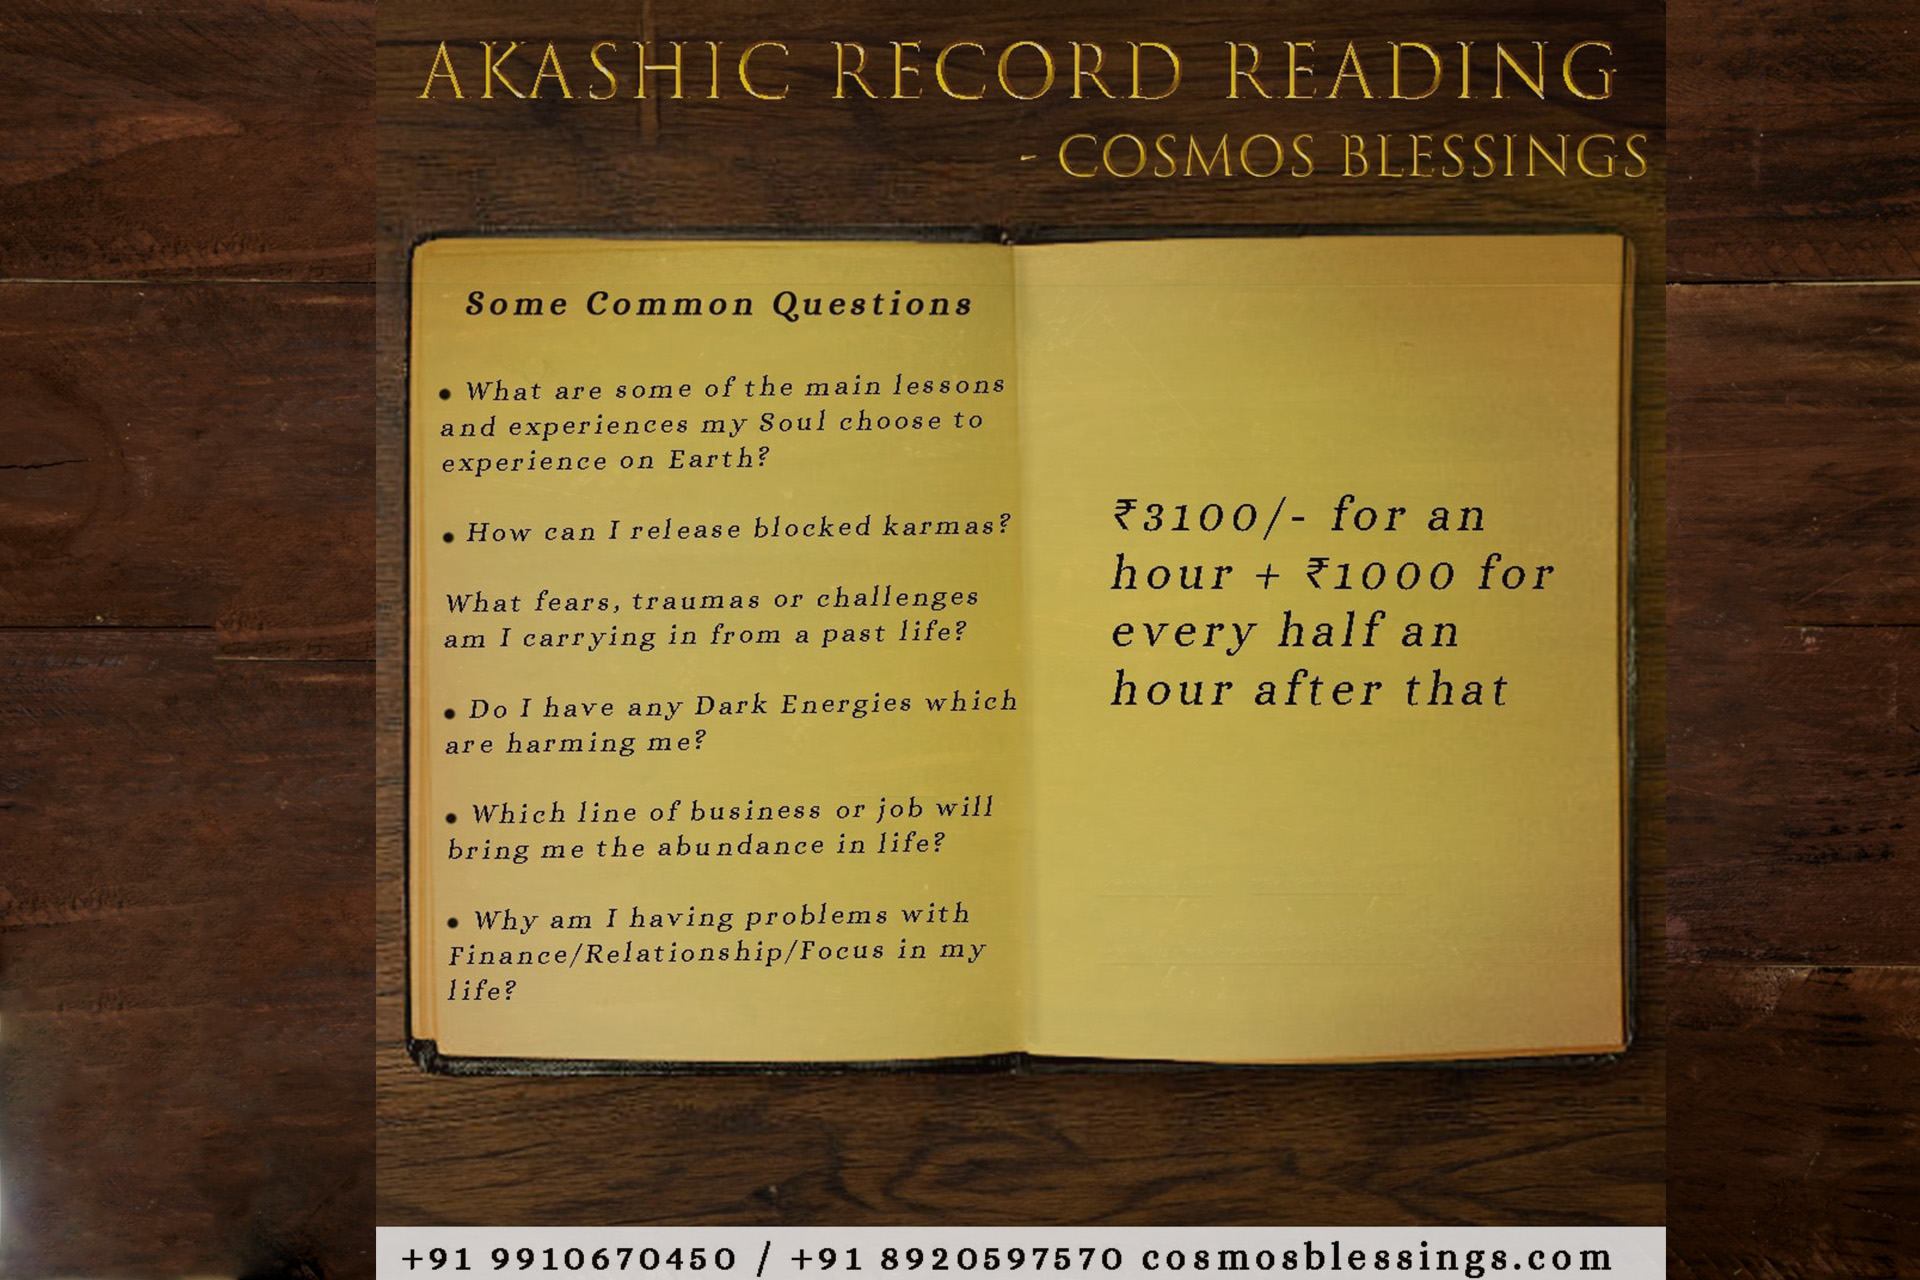 AKASHIC RECORD READING
- COSMOS BLESSINGS
Some Common Questions
• What are some of the main lessons
and experiences my Soul choose to
experience on Earth?
• How can I release blocked karmas?
What fears, traumas or challenges
am I carrying in from a past life?
• Do I have any Dark Energies which
are harming me?
• Which line of business or job will
bring me the abundance in life?
• Why am I having problems with
Finance/Relationship/Focus in my
life?
₹3100/- for an
hour + ₹1000 for
every half an
hour after that
+91 9910670450 / +91 8920597570 cosmosblessings.com